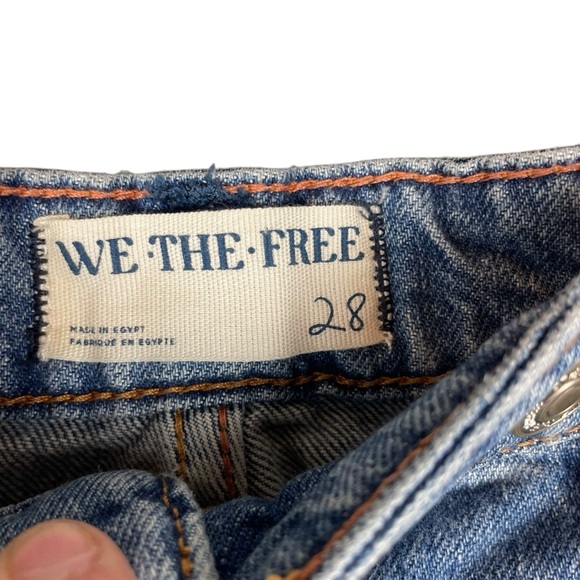 WE·THE·FREE
28
MADE IN EGYPT
FABRIQUÉ EN EGYPTE